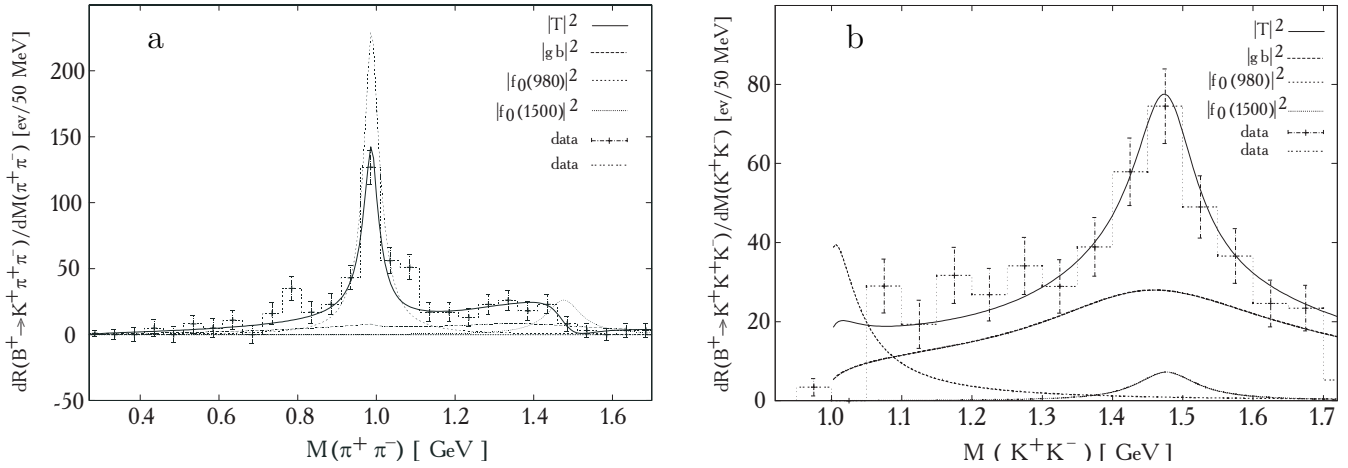 a
|T|²
|gb|²
|f₀(980)|²
|f₀(1500)|²
data
data
dR(B⁺→K⁺π⁺π⁻)/dM(π⁺π⁻) [ev/50 MeV]
200
150
100
50
0
-50
0.4 0.6 0.8 1.0 1.2 1.4 1.6
M(π⁺ π⁻) [ GeV ]
b
|T|²
|gb|²
|f₀(980)|²
|f₀(1500)|²
data
data
dR(B⁺→K⁺K⁺K⁻)/dM(K⁺K⁻) [ev/50 MeV]
80
60
40
20
0
1.0 1.1 1.2 1.3 1.4 1.5 1.6 1.7
M ( K⁺K⁻) [ GeV ]